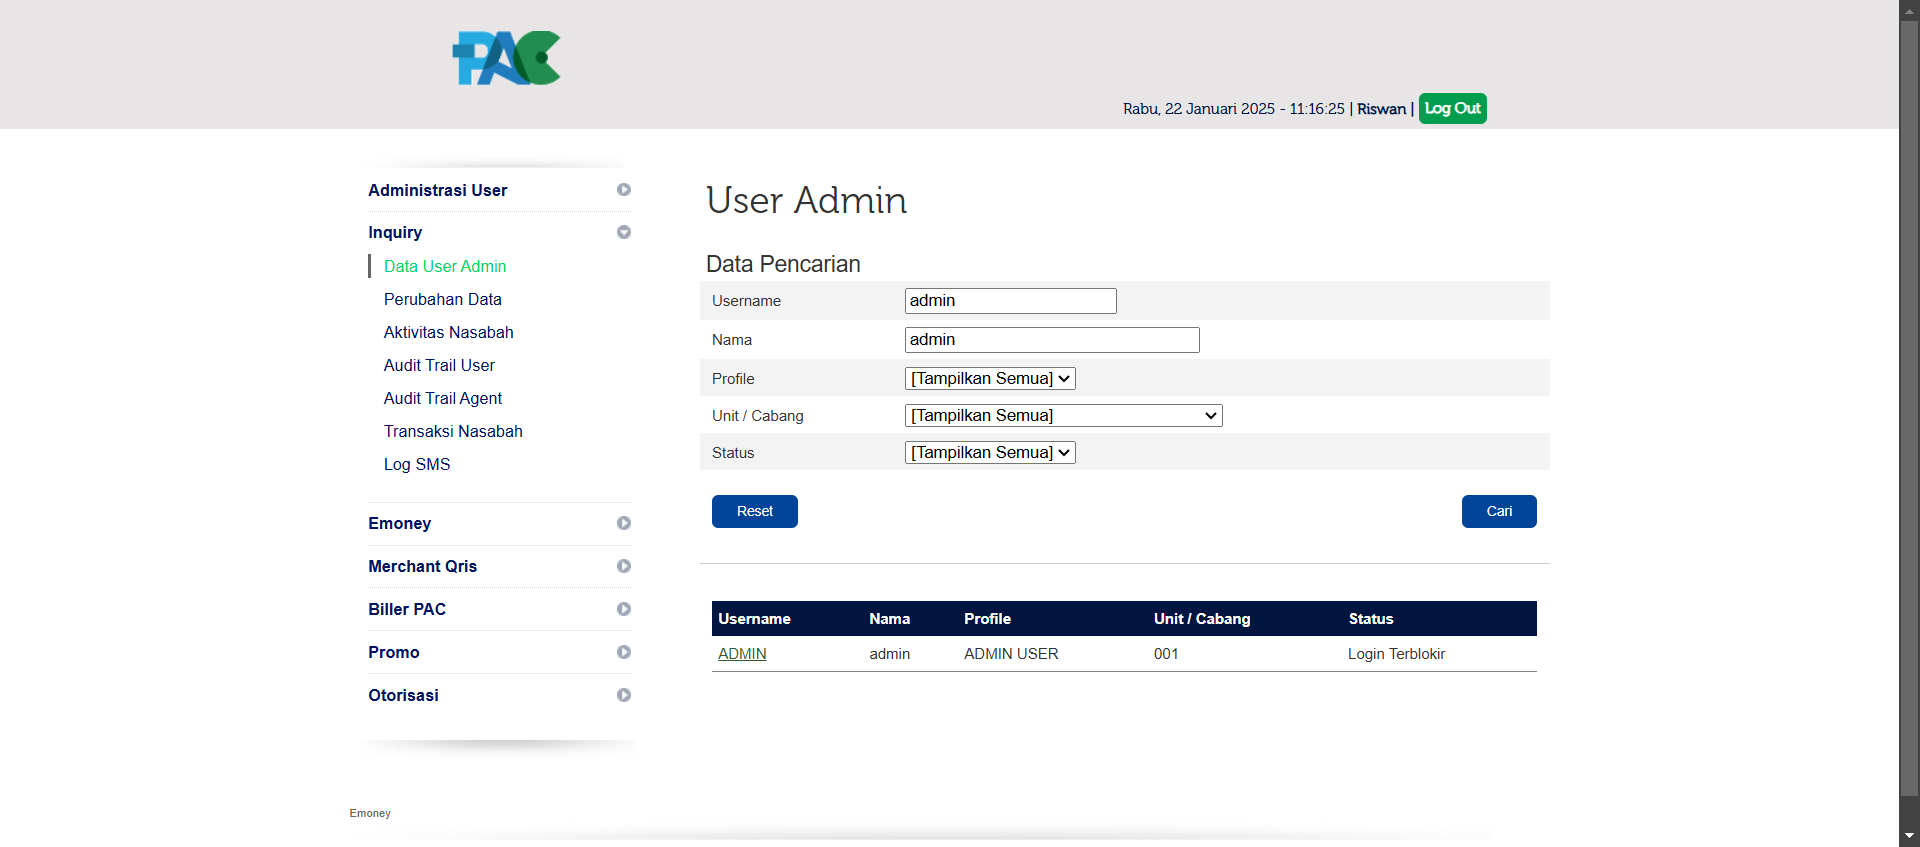 PAC
Rabu, 22 Januari 2025 - 11:16:25 | Riswan | Log Out
Administrasi User
Inquiry
Data User Admin
Perubahan Data
Aktivitas Nasabah
Audit Trail User
Audit Trail Agent
Transaksi Nasabah
Log SMS
Emoney
Merchant Qris
Biller PAC
Promo
Otorisasi
User Admin
Data Pencarian
Username admin
Nama admin
Profile [Tampilkan Semua]
Unit / Cabang [Tampilkan Semua]
Status [Tampilkan Semua]
Reset Cari
Username Nama Profile Unit / Cabang Status
ADMIN admin ADMIN USER 001 Login Terblokir
Emoney